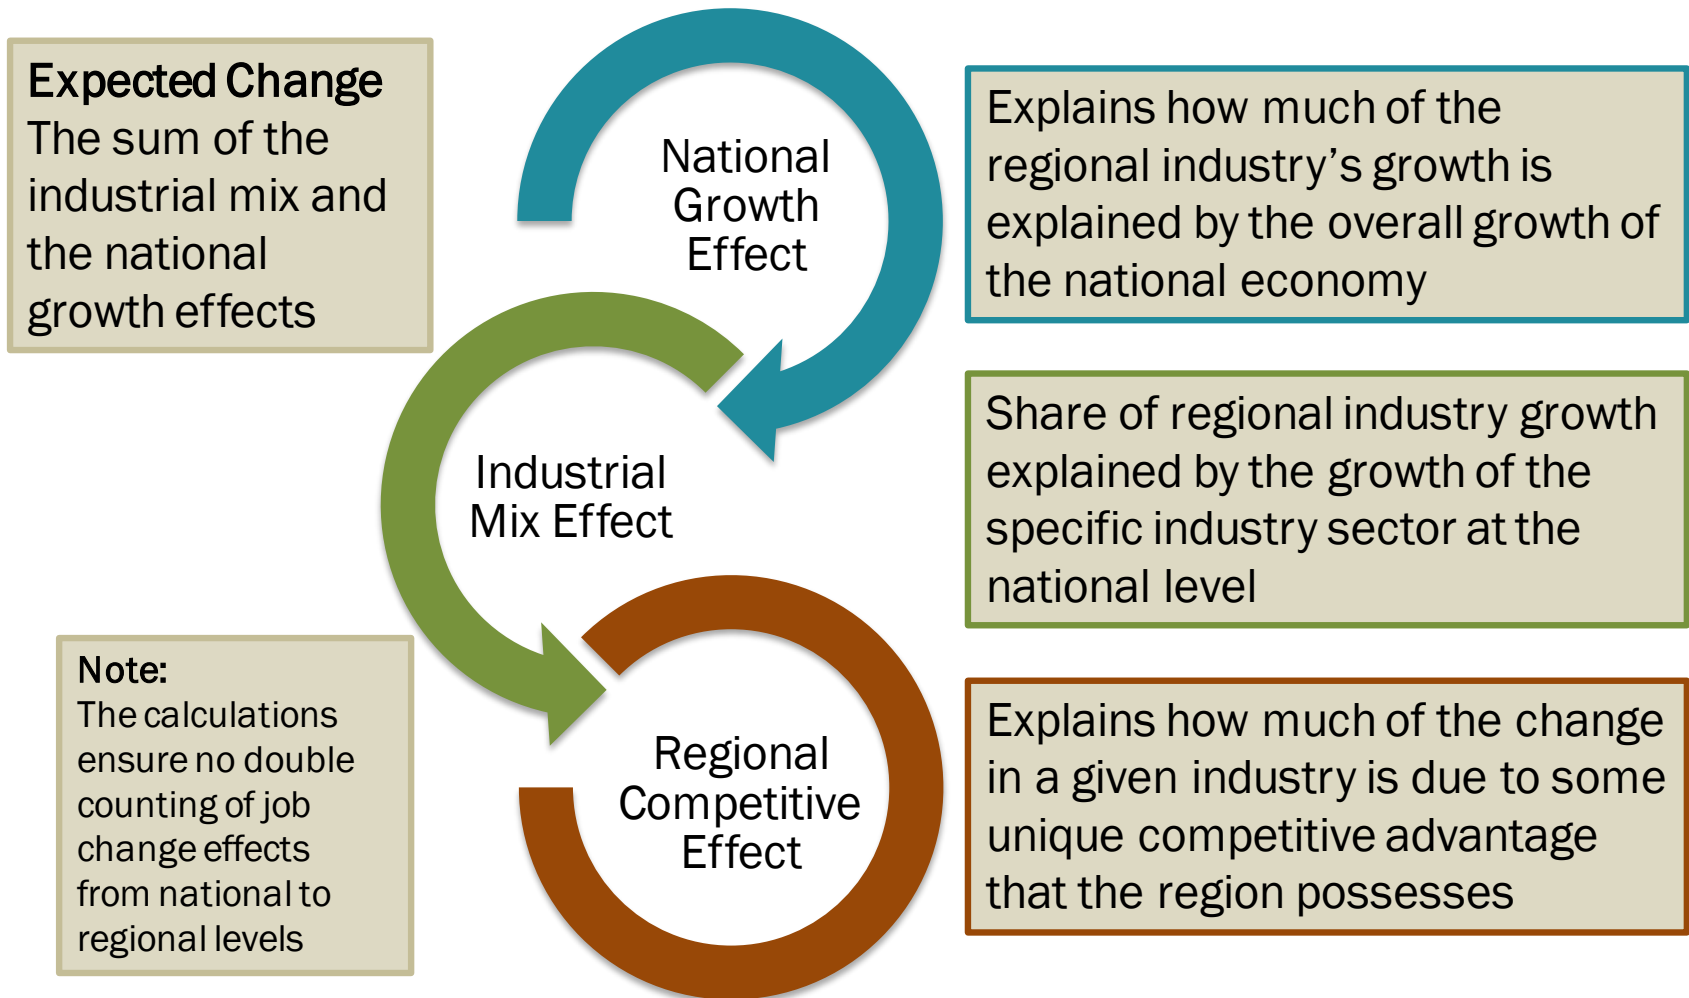 Expected Change
The sum of the
industrial mix and
the national
growth effects
National
Growth
Effect
Explains how much of the
regional industry’s growth is
explained by the overall growth of
the national economy
Industrial
Mix Effect
Share of regional industry growth
explained by the growth of the
specific industry sector at the
national level
Note:
The calculations
ensure no double
counting of job
change effects
from national to
regional levels
Regional
Competitive
Effect
Explains how much of the change
in a given industry is due to some
unique competitive advantage
that the region possesses